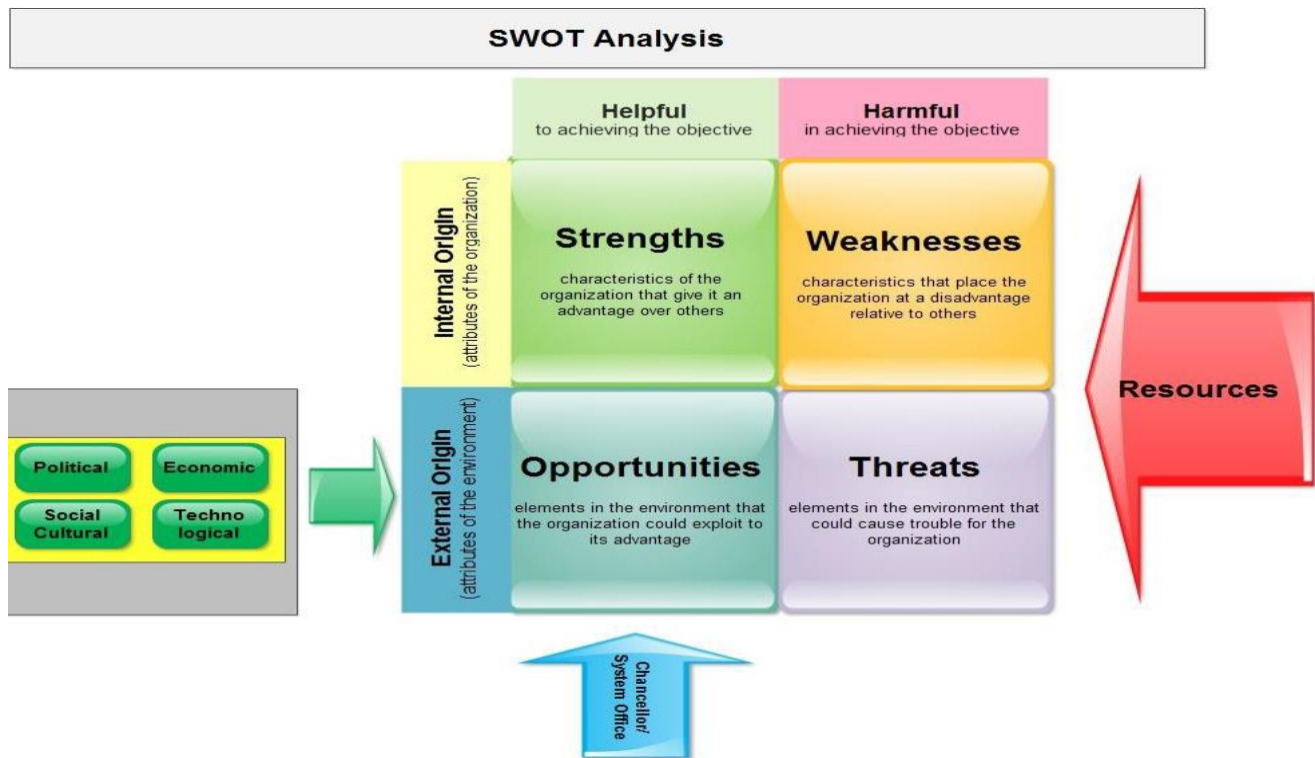 SWOT Analysis
Helpful
to achieving the objective
Harmful
in achieving the objective
Internal OrIgIn
(attributes of the organization)
Strengths
characteristics of the
organization that give it an
advantage over others
Weaknesses
characteristics that place the
organization at a disadvantage
relative to others
Resources
Political
Economic
Social
Cultural
Techno
logical
External OrIgIn
(attributes of the environment)
Opportunities
elements in the environment that
the organization could exploit to
its advantage
Threats
elements in the environment that
could cause trouble for the
organization
Chancellor/
System Office